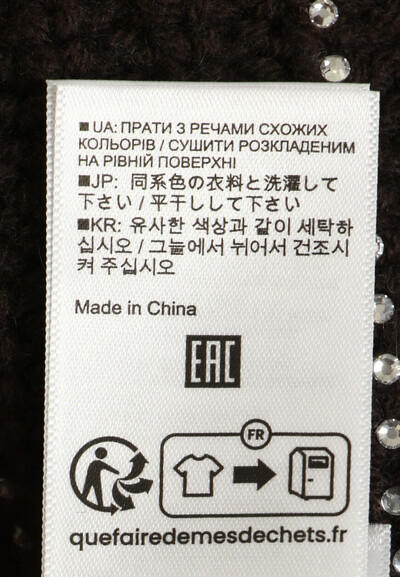 ■UA: ПРАТИ З РЕЧАМИ СХОЖИХ
КОЛЬОРІВ / СУШИТИ РОЗКЛАДЕНИМ
НА РІВНІЙ ПОВЕРХНІ
■JP: 同系色の衣料と洗濯して
下さい / 平干しして下さい
■KR: 유사한 색상과 같이 세탁하
십시오 / 그늘에서 뉘어서 건조시
켜 주십시오
Made in China
EAC
FR
quefairedemesdechets.fr